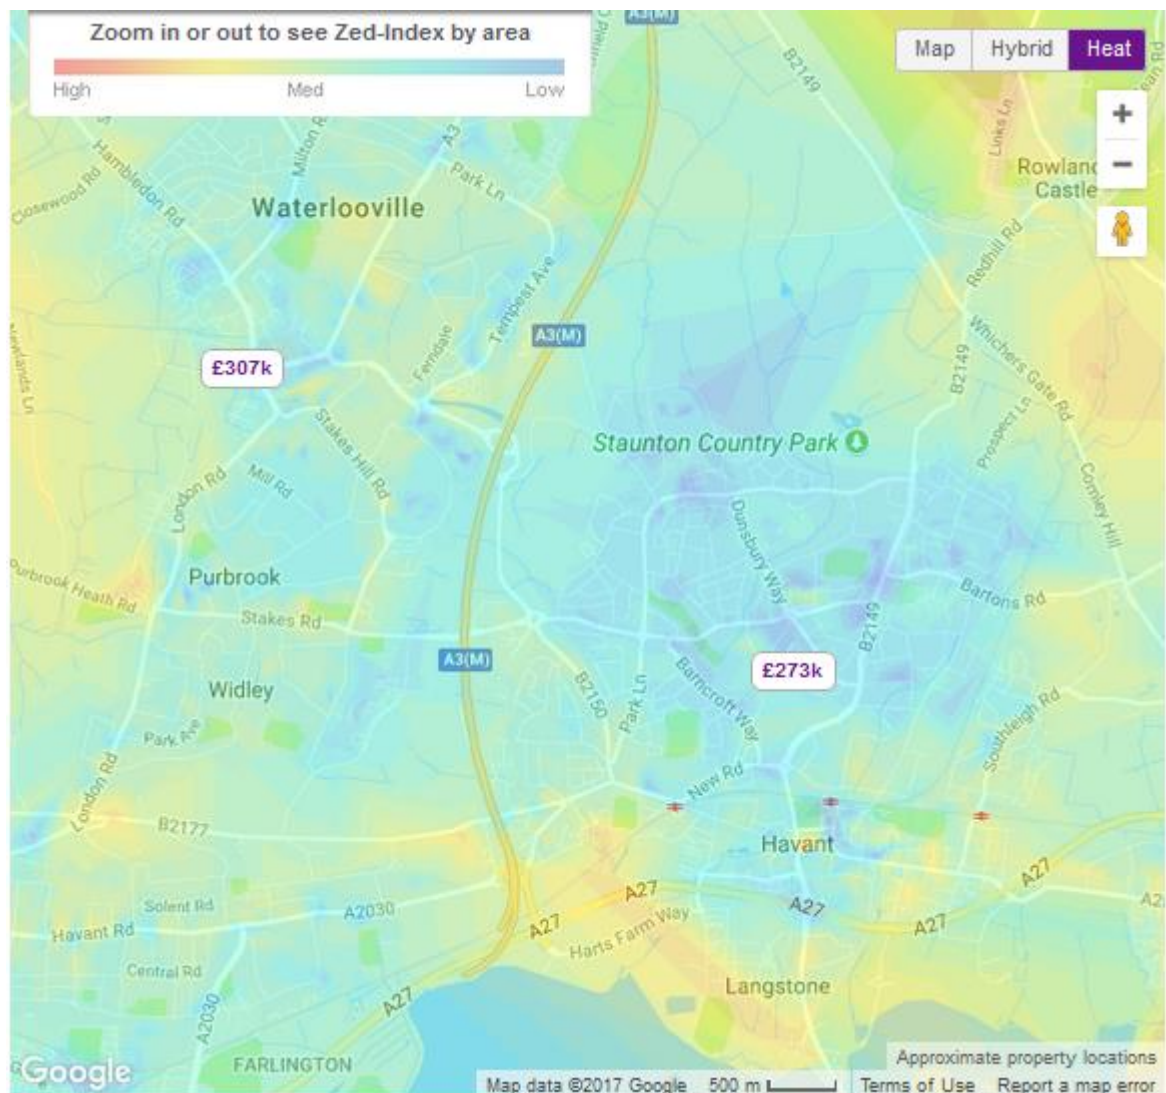 Zoom in or out to see Zed-Index by area
High Med Low
Map Hybrid Heat
+
−
A3(M)
B2149
Links Ln
Rowland
Castle
Hambledon Rd
Milton R
A3
Park Ln
Closewood Rd
Waterlooville
Redhill Rd
Tempest Ave
A3(M)
Ferndale
£307k
Newlands Ln
B2149
Whichers Gate Rd
Prospect Ln
Stakes Hill Rd
Staunton Country Park
London Rd
Mill Rd
Comley Hill
Dunsbury Way
Purbrook
Purbrook Heath Rd
Stakes Rd
Bartons Rd
B2149
A3(M)
£273k
Widley
B2150
Park Ln
Barncroft Way
Park Ave
Southleigh Rd
London Rd
New Rd
B2177
Havant
A27
A27
Solent Rd
A2030
A27
Havant Rd
A27
Harts Farm Way
A27
Central Rd
Langstone
A27
A2030
FARLINGTON
Google
Approximate property locations
Map data ©2017 Google 500 m Terms of Use Report a map error